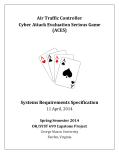 Air Traffic Controller
Cyber Attack Evaluation Serious Game
(ACES)
Systems Requirements Specification
11 April, 2014
Spring Semester 2014
OR/SYST 699 Capstone Project
George Mason University
Fairfax, Virginia